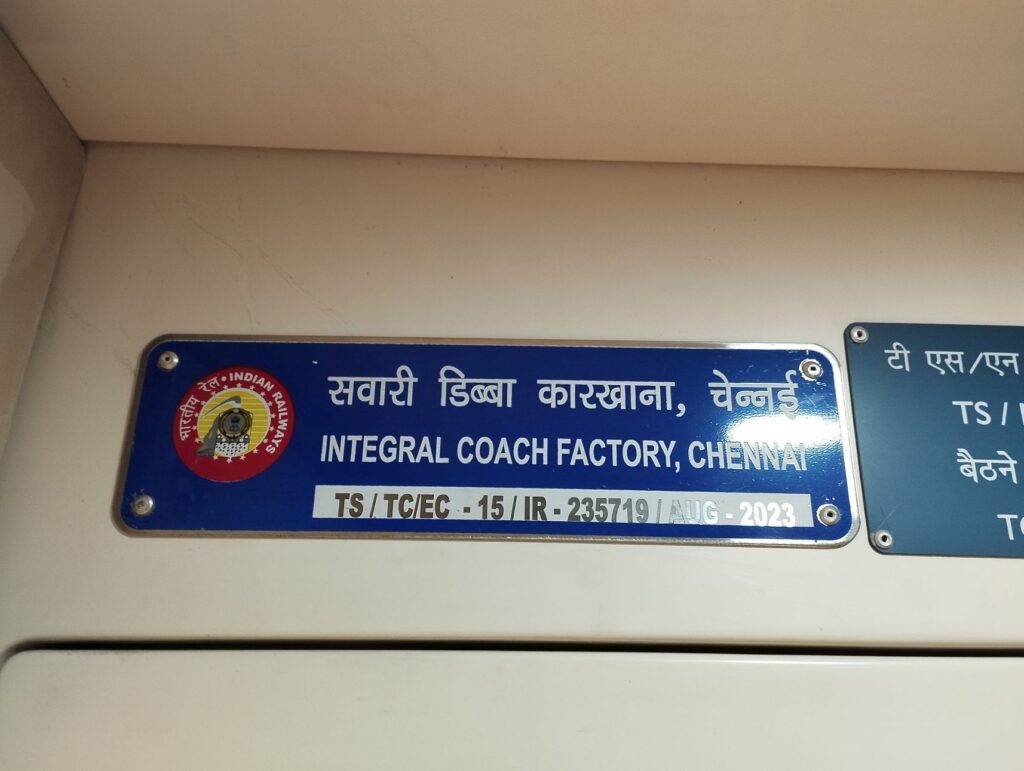 भारतीय रेल • INDIAN RAILWAYS
सवारी डिब्बा कारखाना, चेन्नई
INTEGRAL COACH FACTORY, CHENNAI
TS / TC/EC - 15 / IR - 235719 / AUG - 2023
टी एस/एन
TS /
बैठने